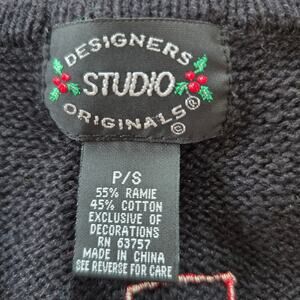 DESIGNERS
STUDIO
ORIGINALS®
©
P/S
55% RAMIE
45% COTTON
EXCLUSIVE OF
DECORATIONS
RN 63757
MADE IN CHINA
SEE REVERSE FOR CARE